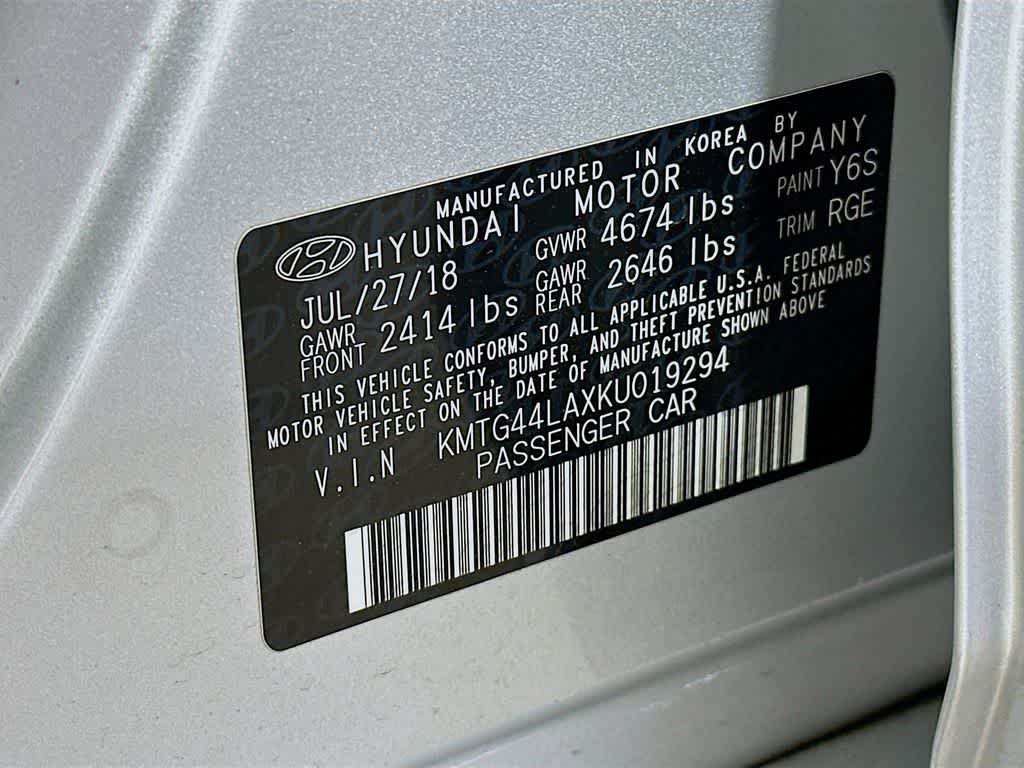 MANUFACTURED IN KOREA BY
HYUNDAI MOTOR COMPANY
JUL/27/18 GVWR 4674 lbs PAINT Y6S
GAWR FRONT 2414 lbs GAWR REAR 2646 lbs TRIM RGE
THIS VEHICLE CONFORMS TO ALL APPLICABLE U.S.A. FEDERAL
MOTOR VEHICLE SAFETY, BUMPER, AND THEFT PREVENTION STANDARDS
IN EFFECT ON THE DATE OF MANUFACTURE SHOWN ABOVE
V.I.N KMTG44LAXKU019294
PASSENGER CAR